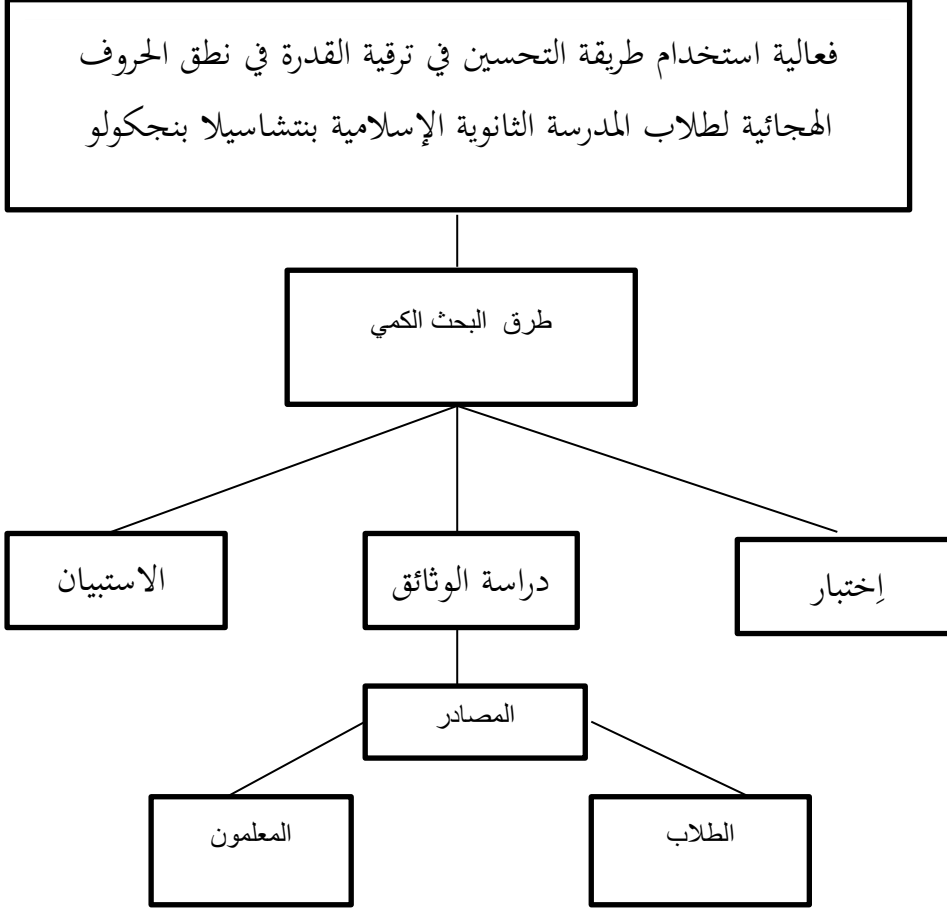 فعالية استخدام طريقة التحسين في ترقية القدرة في نطق الحروف
الهجائية لطلاب المدرسة الثانوية الإسلامية بنتشاسيلا بنجكولو
طرق البحث الكمي
إِختبار
دراسة الوثائق
الاستبيان
المصادر
الطلاب
المعلمون